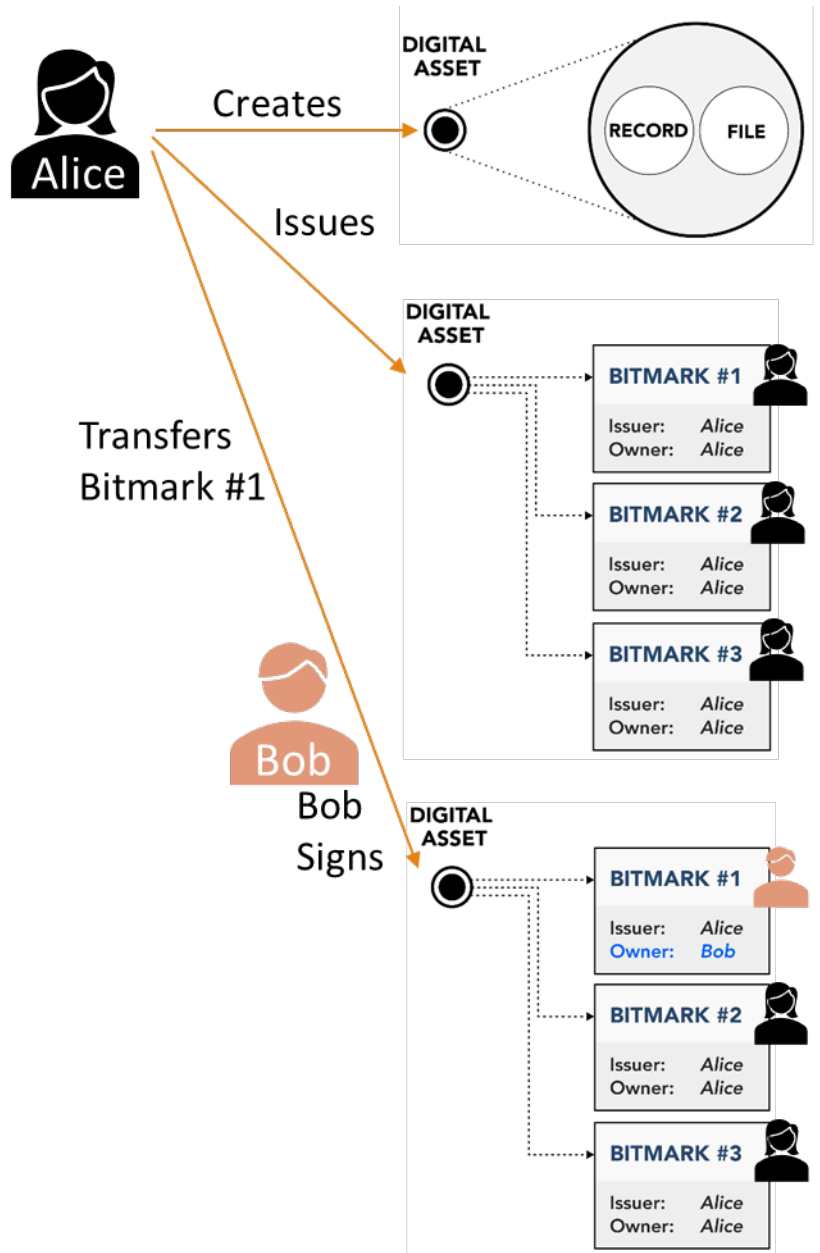 DIGITAL
ASSET
Creates
RECORD
FILE
Alice
Issues
DIGITAL
ASSET
BITMARK #1
Issuer: Alice
Owner: Alice
Transfers
Bitmark #1
BITMARK #2
Issuer: Alice
Owner: Alice
BITMARK #3
Issuer: Alice
Owner: Alice
Bob
Bob
Signs
DIGITAL
ASSET
BITMARK #1
Issuer: Alice
Owner: Bob
BITMARK #2
Issuer: Alice
Owner: Alice
BITMARK #3
Issuer: Alice
Owner: Alice